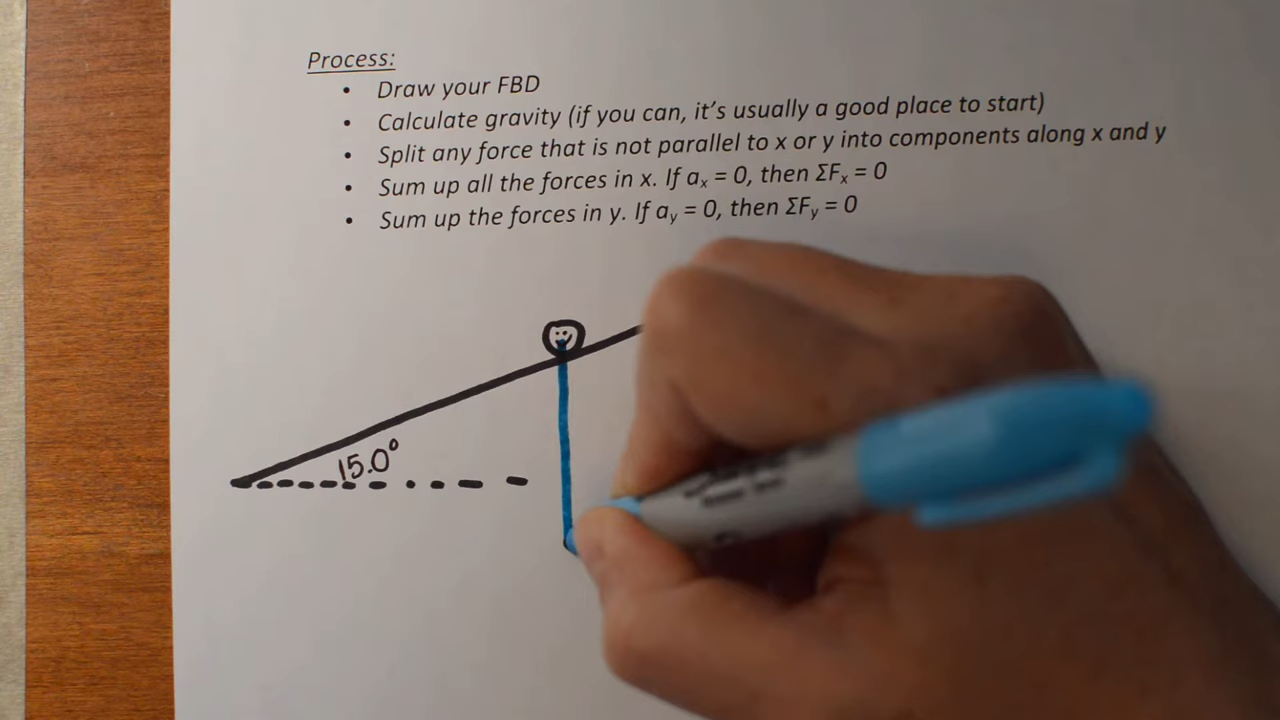 Process:
• Draw your FBD
• Calculate gravity (if you can, it's usually a good place to start)
• Split any force that is not parallel to x or y into components along x and y
• Sum up all the forces in x. If aₓ = 0, then ΣFₓ = 0
• Sum up the forces in y. If aᵧ = 0, then ΣFᵧ = 0
15.0°